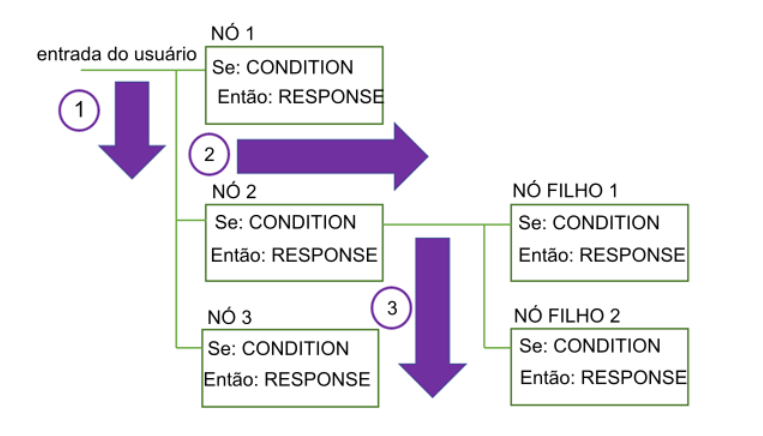 NÓ 1
entrada do usuário
Se: CONDITION
Então: RESPONSE
1
2
NÓ 2
Se: CONDITION
Então: RESPONSE
NÓ FILHO 1
Se: CONDITION
Então: RESPONSE
3
NÓ 3
Se: CONDITION
Então: RESPONSE
NÓ FILHO 2
Se: CONDITION
Então: RESPONSE